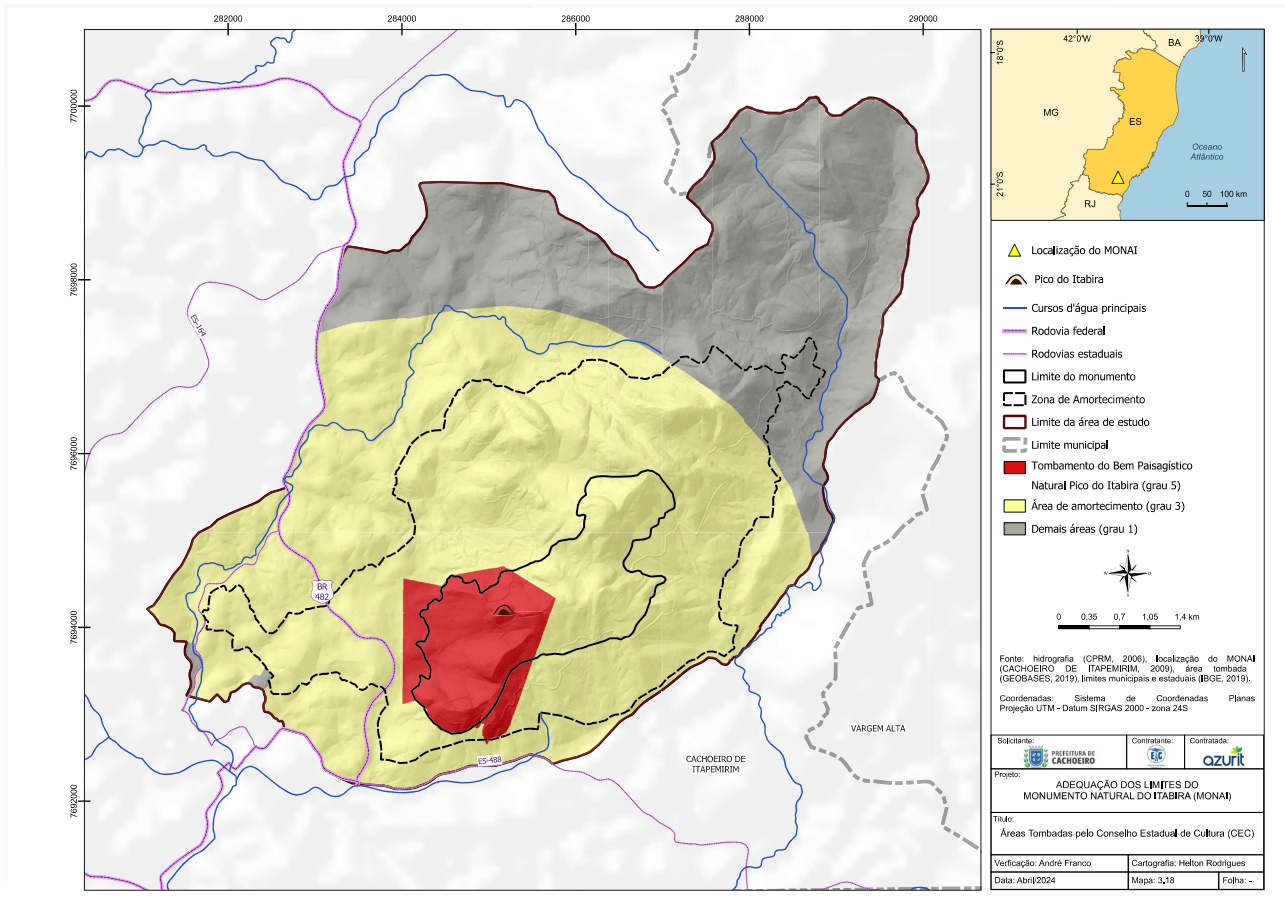 282000
284000
286000
288000
290000
7700000
7698000
7696000
7694000
7692000
ES-164
BR
482
ES-488
CACHOEIRO DE
ITAPEMIRIM
VARGEM ALTA
42°0'W
39°0'W
18°0'S
21°0'S
BA
MG
ES
RJ
Oceano
Atlântico
0 50 100 km
Localização do MONAI
Pico do Itabira
Cursos d'água principais
Rodovia federal
Rodovias estaduais
Limite do monumento
Zona de Amortecimento
Limite da área de estudo
Limite municipal
Tombamento do Bem Paisagístico
Natural Pico do Itabira (grau 5)
Área de amortecimento (grau 3)
Demais áreas (grau 1)
N
W
O
S
0 0,35 0,7 1,05 1,4 km
Fonte: hidrografia (CPRM, 2006), localização do MONAI
(CACHOEIRO DE ITAPEMIRIM, 2009), área tombada
(GEOBASES, 2019), limites municipais e estaduais (IBGE, 2019).
Coordenadas: Sistema de Coordenadas Planas
Projeção UTM - Datum SIRGAS 2000 - zona 24S
Solicitante:
PREFEITURA DE
CACHOEIRO
Contratante:
EJC
Contratada:
azurit
Projeto:
ADEQUAÇÃO DOS LIMITES DO
MONUMENTO NATURAL DO ITABIRA (MONAI)
Título:
Áreas Tombadas pelo Conselho Estadual de Cultura (CEC)
Verficação: André Franco
Cartografia: Helton Rodrigues
Data: Abril/2024
Mapa: 3.18
Folha: -